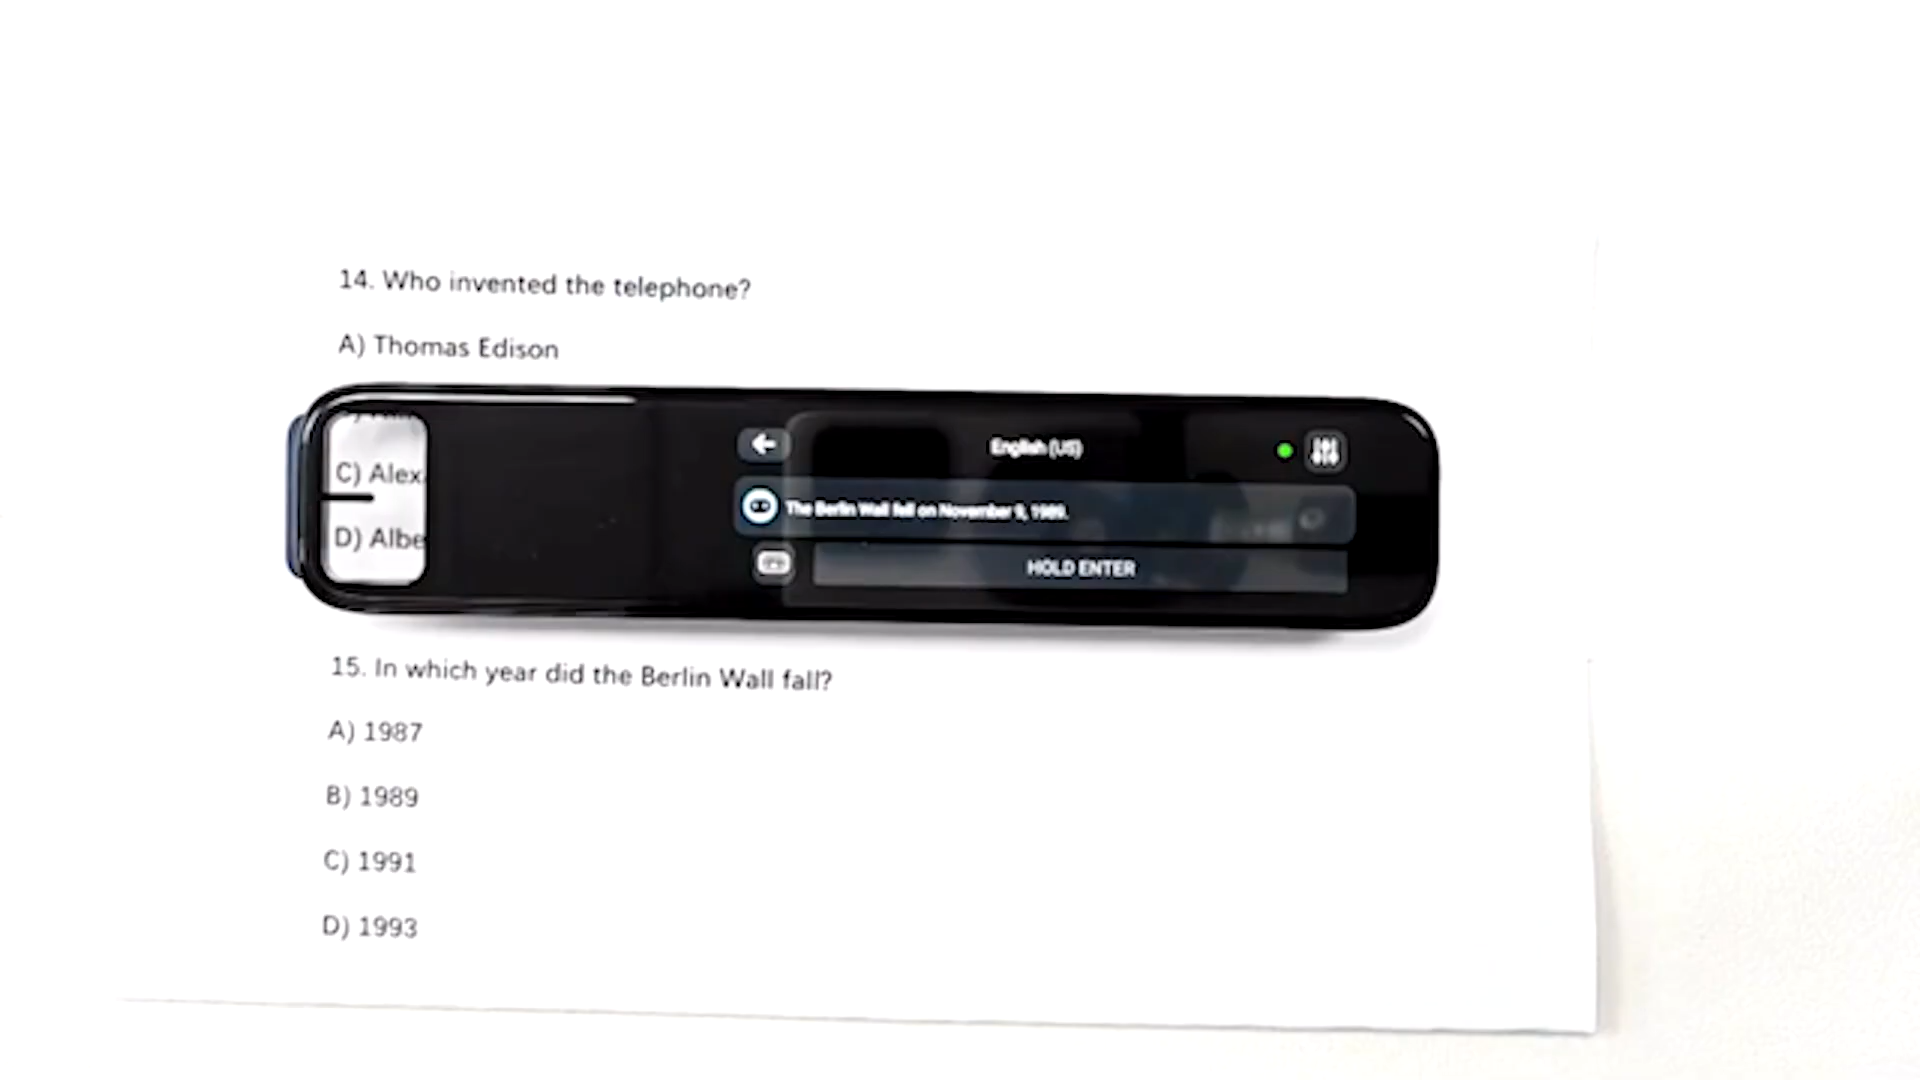 14. Who invented the telephone?
A) Thomas Edison
C) Alex
D) Albe
English (US)
The Berlin Wall fell on November 9, 1989.
HOLD ENTER
15. In which year did the Berlin Wall fall?
A) 1987
B) 1989
C) 1991
D) 1993